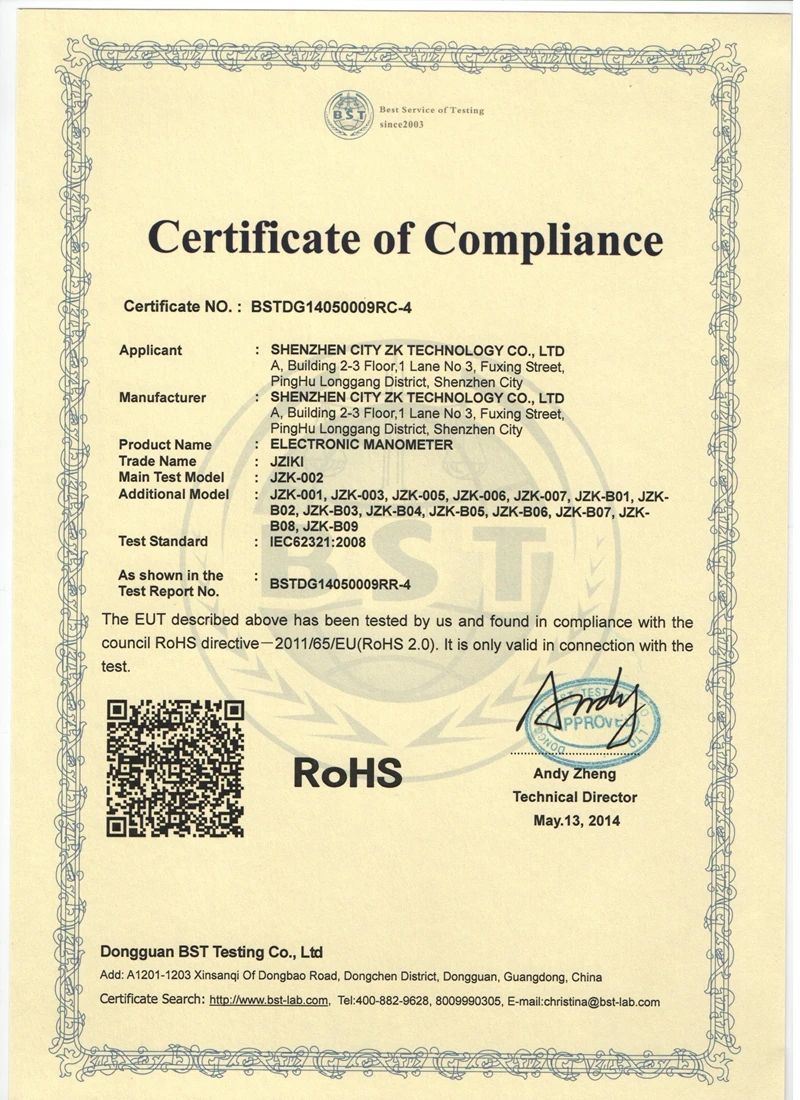 BST
Best Service of Testing
since2003
Certificate of Compliance
Certificate NO. : BSTDG14050009RC-4
Applicant : SHENZHEN CITY ZK TECHNOLOGY CO., LTD
A, Building 2-3 Floor,1 Lane No 3, Fuxing Street,
PingHu Longgang District, Shenzhen City
Manufacturer : SHENZHEN CITY ZK TECHNOLOGY CO., LTD
A, Building 2-3 Floor,1 Lane No 3, Fuxing Street,
PingHu Longgang District, Shenzhen City
Product Name : ELECTRONIC MANOMETER
Trade Name : JZIKI
Main Test Model : JZK-002
Additional Model : JZK-001, JZK-003, JZK-005, JZK-006, JZK-007, JZK-B01, JZK-
B02, JZK-B03, JZK-B04, JZK-B05, JZK-B06, JZK-B07, JZK-
B08, JZK-B09
Test Standard : IEC62321:2008
BST
As shown in the :
Test Report No. BSTDG14050009RR-4
The EUT described above has been tested by us and found in compliance with the
council RoHS directive－2011/65/EU(RoHS 2.0). It is only valid in connection with the
test.
Andy
APPROVED
RoHS
Andy Zheng
Technical Director
May.13, 2014
Dongguan BST Testing Co., Ltd
Add: A1201-1203 Xinsanqi Of Dongbao Road, Dongchen District, Dongguan, Guangdong, China
Certificate Search: http://www.bst-lab.com, Tel:400-882-9628, 8009990305, E-mail:christina@bst-lab.com